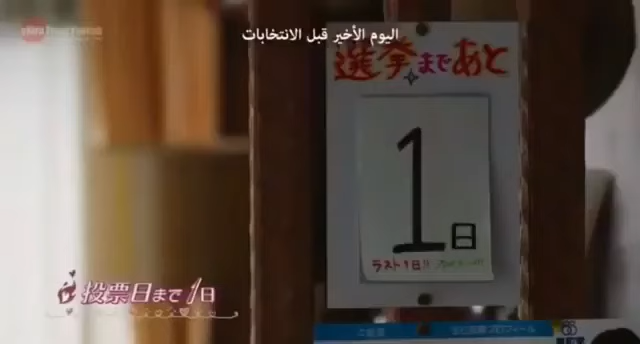 اليوم الأخير قبل الانتخابات
選挙まであと
1日
ラスト1日!!
投票日まで1日